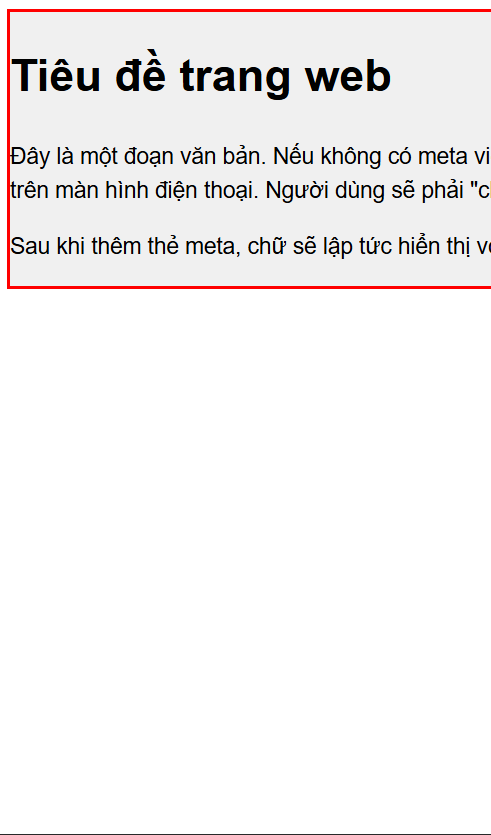 Tiêu đề trang web
Đây là một đoạn văn bản. Nếu không có meta vi
trên màn hình điện thoại. Người dùng sẽ phải "c
Sau khi thêm thẻ meta, chữ sẽ lập tức hiển thị v